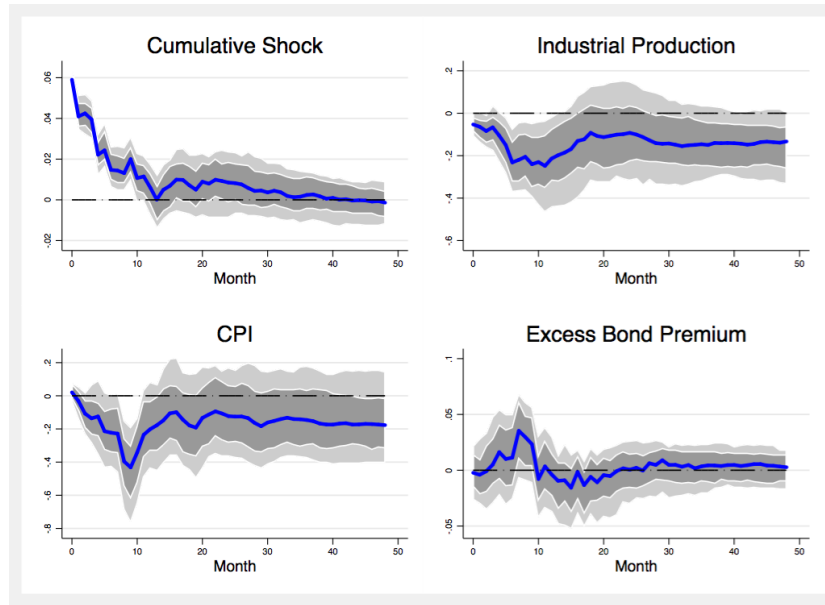 Cumulative Shock
.06
.04
.02
0
-.02
0 10 20 30 40 50
Month
Industrial Production
.2
0
-.2
-.4
-.6
0 10 20 30 40 50
Month
CPI
.2
0
-.2
-.4
-.6
-.8
0 10 20 30 40 50
Month
Excess Bond Premium
.1
.05
0
-.05
0 10 20 30 40 50
Month